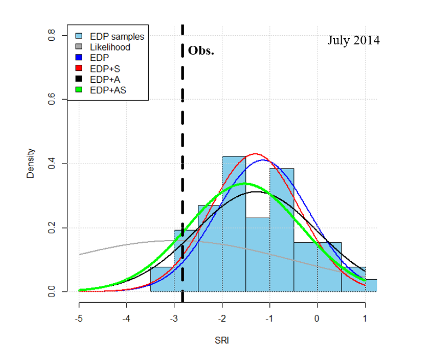 July 2014
EDP samples
Likelihood
EDP
EDP+S
EDP+A
EDP+AS
Obs.
Density
0.8
0.6
0.4
0.2
0.0
-5 -4 -3 -2 -1 0 1
SRI